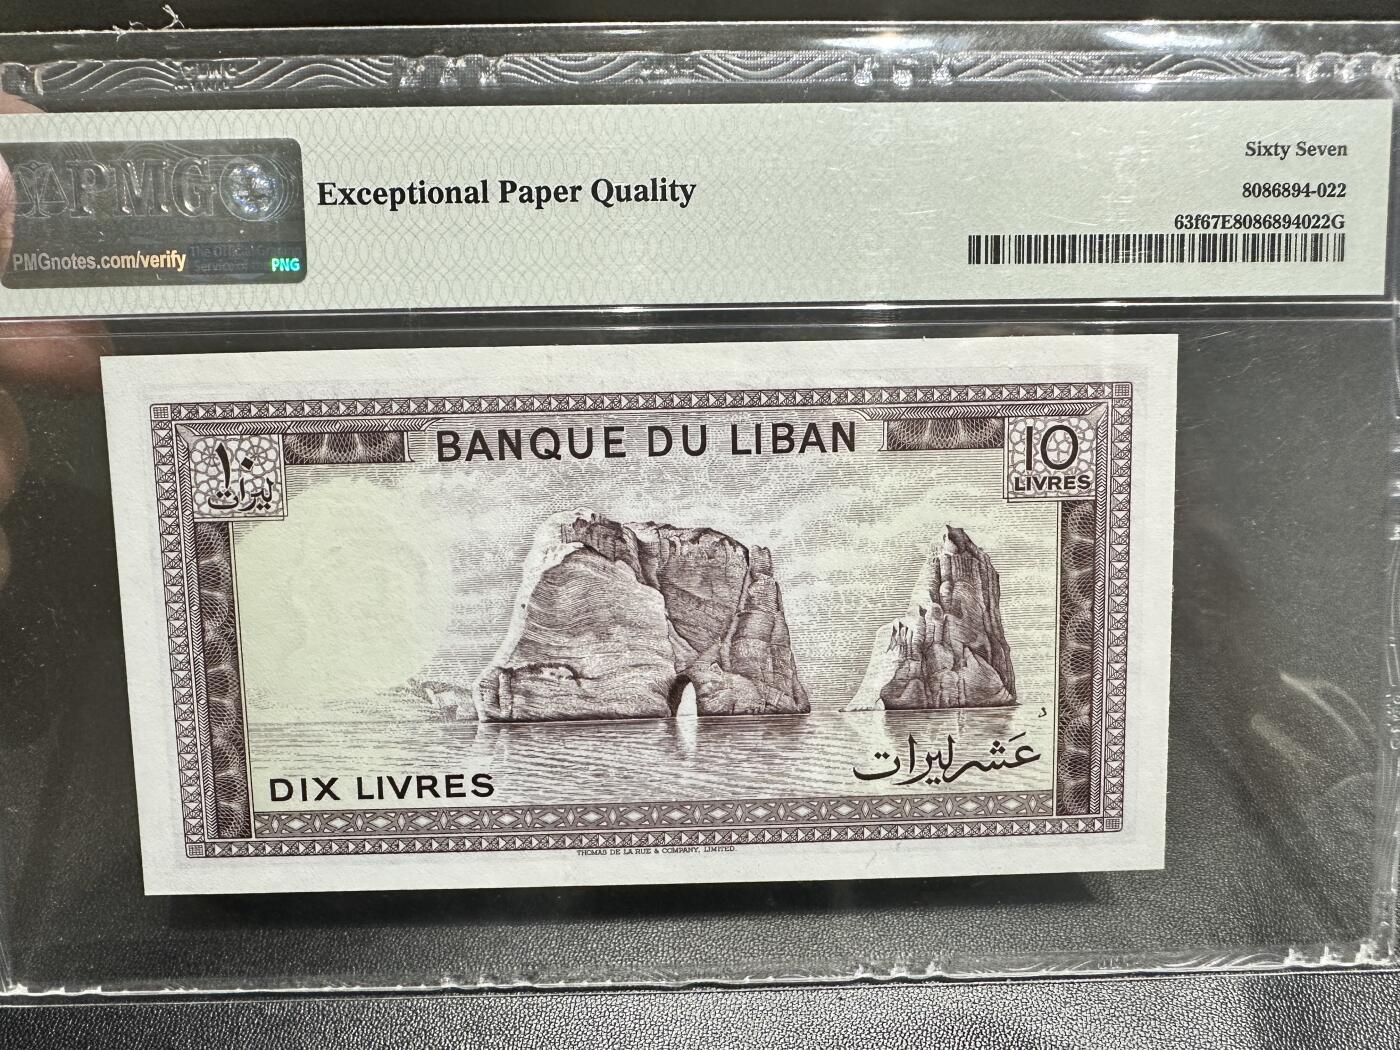 PMG
PMGnotes.com/verify
PNG
Exceptional Paper Quality
Sixty Seven
8086894-022
63f67E8086894022G
BANQUE DU LIBAN
١٠
ليرات
10
LIVRES
DIX LIVRES
عَشر ليرات
THOMAS DE LA RUE & COMPANY, LIMITED.